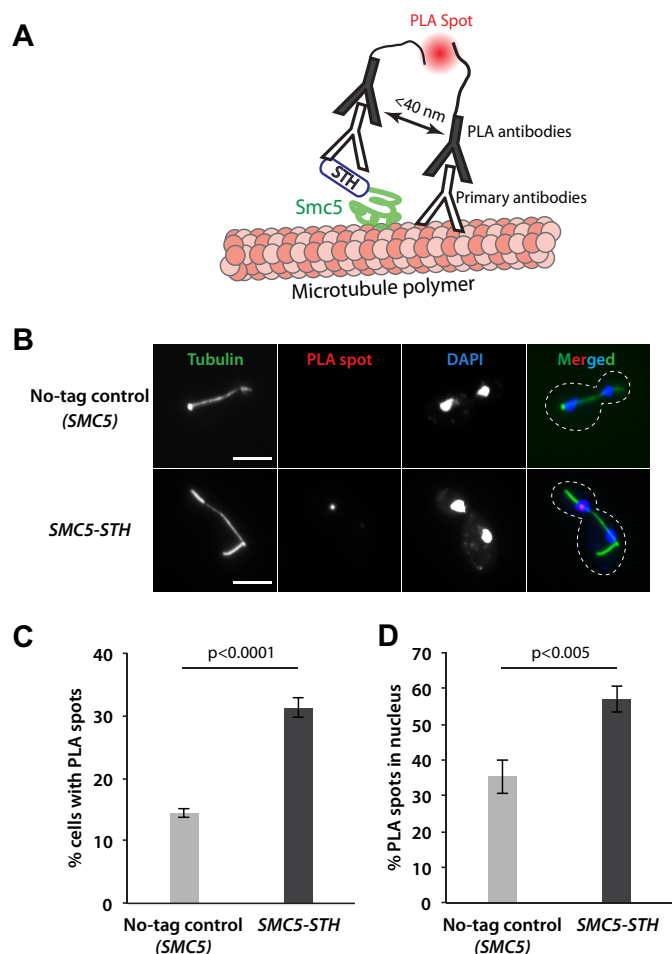 A
PLA Spot
<40 nm
PLA antibodies
STH
Smc5
Primary antibodies
Microtubule polymer
B
Tubulin
PLA spot
DAPI
Merged
No-tag control
(SMC5)
SMC5-STH
C
p<0.0001
% cells with PLA spots
40
30
20
10
0
No-tag control
(SMC5)
SMC5-STH
D
p<0.005
% PLA spots in nucleus
70
60
50
40
30
20
10
0
No-tag control
(SMC5)
SMC5-STH